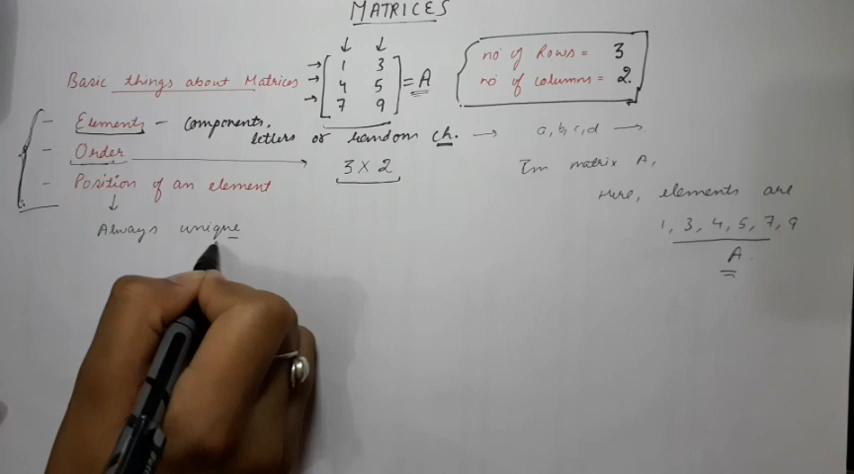 MATRICES
no of Rows = 3
no of columns = 2.
Basic things about Matrices → [ 1 3
4 5
7 9 ] = A
- Elements - components,
letters or random ch. → a, b, c, d →
- Order → 3 X 2
Im matrix A,
- Position of an element
Here, elements are
1, 3, 4, 5, 7, 9
A
Always unique